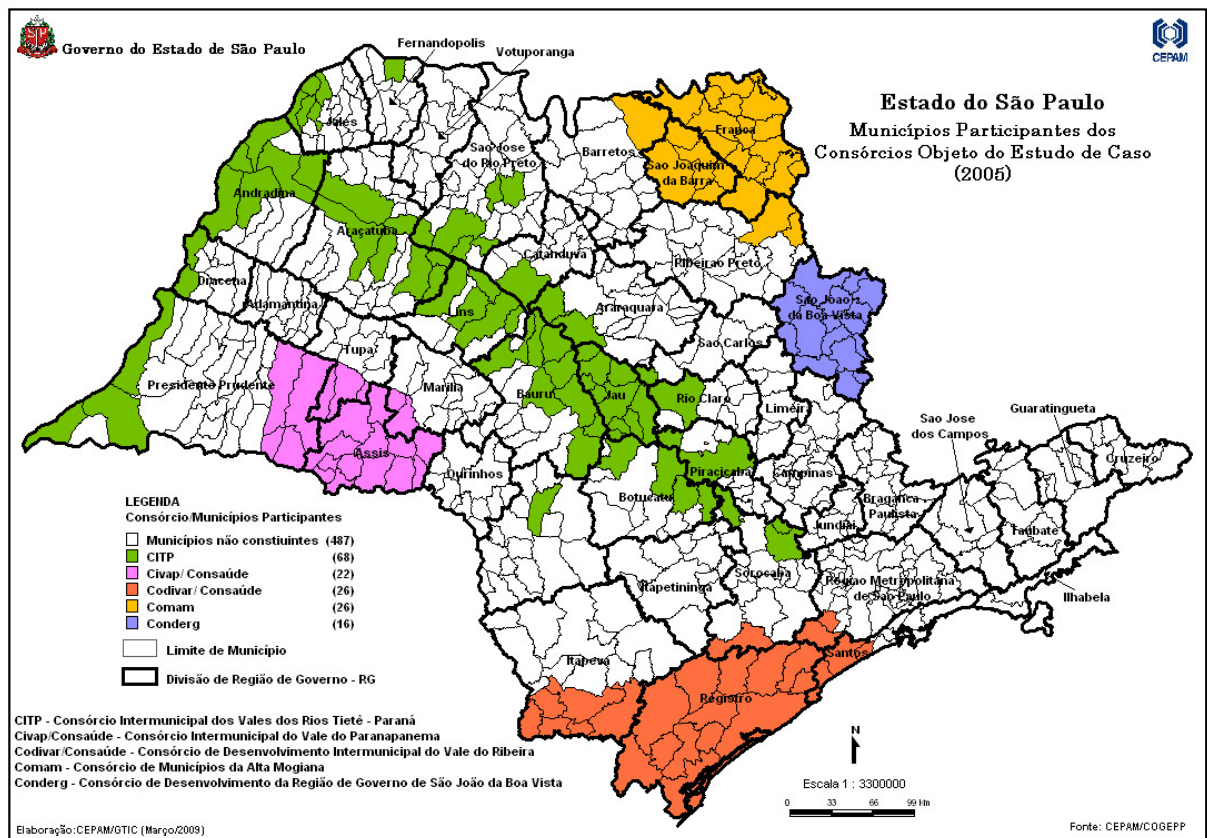 Governo do Estado de São Paulo
CEPAM
Estado do São Paulo
Municípios Participantes dos
Consórcios Objeto do Estudo de Caso
(2005)
Fernandopolis
Votuporanga
Jales
Sao Jose
do Rio Preto
Barretos
Franca
Sao Joaquim
da Barra
Andradina
Araçatuba
Catanduva
Ribeirao Preto
Dracena
Adamantina
Lins
Araraquara
Sao Joao
da Boa Vista
Tupa
Sao Carlos
Presidente Prudente
Marilia
Bauru
Jau
Rio Claro
Limeira
Sao Jose
dos Campos
Guaratingueta
Cruzeiro
Assis
Ourinhos
Piracicaba
Campinas
Botucatu
Bragança
Paulista
Jundiai
Taubate
Itapetininga
Sorocaba
Região Metropolitana
de São Paulo
Ilhabela
Itapeva
Santos
Registro
LEGENDA
Consórcio/Municípios Participantes
Municípios não constiuintes (487)
CITP (68)
Civap/ Consaúde (22)
Codivar/ Consaúde (26)
Comam (26)
Conderg (16)
Limite de Município
Divisão de Região de Governo - RG
CITP - Consórcio Intermunicipal dos Vales dos Rios Tietê - Paraná
Civap/Consaúde - Consórcio Intermunicipal do Vale do Paranapanema
Codivar/Consaúde - Consórcio de Desenvolvimento Intermunicipal do Vale do Ribeira
Comam - Consórcio de Municípios da Alta Mogiana
Conderg - Consórcio de Desenvolvimento da Região de Governo de São João da Boa Vista
N
Escala 1 : 3300000
0 33 66 99 km
Elaboração:CEPAM/GTIC (Março/2009)
Fonte: CEPAM/COGEPP